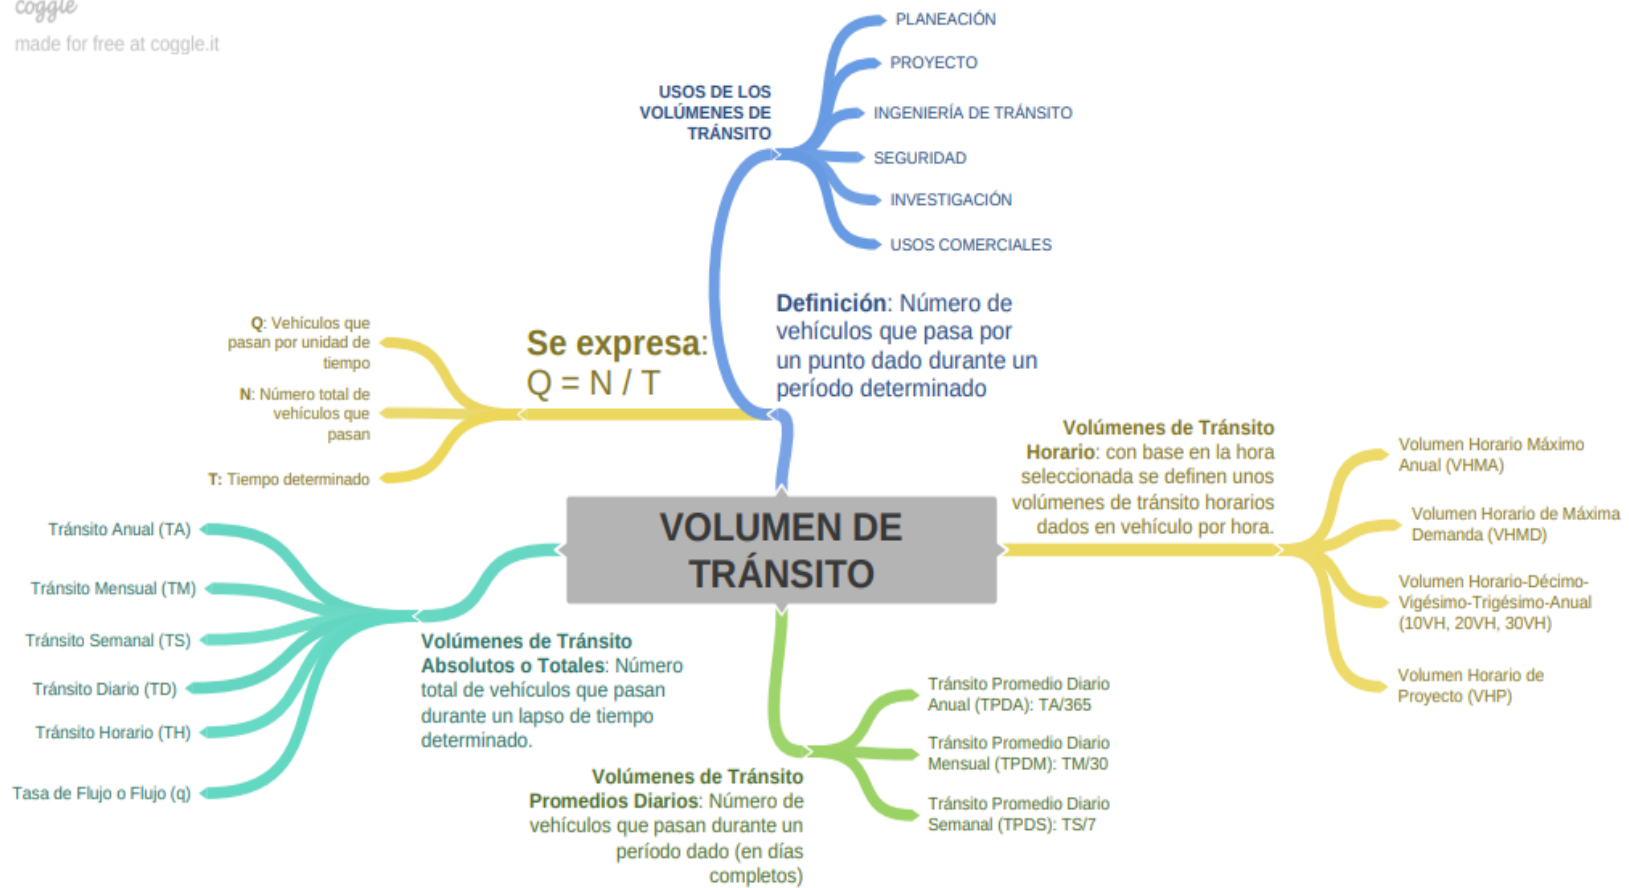 coggle
made for free at coggle.it
USOS DE LOS
VOLÚMENES DE
TRÁNSITO
PLANEACIÓN
PROYECTO
INGENIERÍA DE TRÁNSITO
SEGURIDAD
INVESTIGACIÓN
USOS COMERCIALES
Definición: Número de
vehículos que pasa por
un punto dado durante un
período determinado
Se expresa:
Q = N / T
Q: Vehículos que
pasan por unidad de
tiempo
N: Número total de
vehículos que
pasan
T: Tiempo determinado
VOLUMEN DE
TRÁNSITO
Volúmenes de Tránsito
Horario: con base en la hora
seleccionada se definen unos
volúmenes de tránsito horarios
dados en vehículo por hora.
Volumen Horario Máximo
Anual (VHMA)
Volumen Horario de Máxima
Demanda (VHMD)
Volumen Horario-Décimo-
Vigésimo-Trigésimo-Anual
(10VH, 20VH, 30VH)
Volumen Horario de
Proyecto (VHP)
Tránsito Anual (TA)
Tránsito Mensual (TM)
Tránsito Semanal (TS)
Tránsito Diario (TD)
Tránsito Horario (TH)
Tasa de Flujo o Flujo (q)
Volúmenes de Tránsito
Absolutos o Totales: Número
total de vehículos que pasan
durante un lapso de tiempo
determinado.
Volúmenes de Tránsito
Promedios Diarios: Número de
vehículos que pasan durante un
período dado (en días
completos)
Tránsito Promedio Diario
Anual (TPDA): TA/365
Tránsito Promedio Diario
Mensual (TPDM): TM/30
Tránsito Promedio Diario
Semanal (TPDS): TS/7